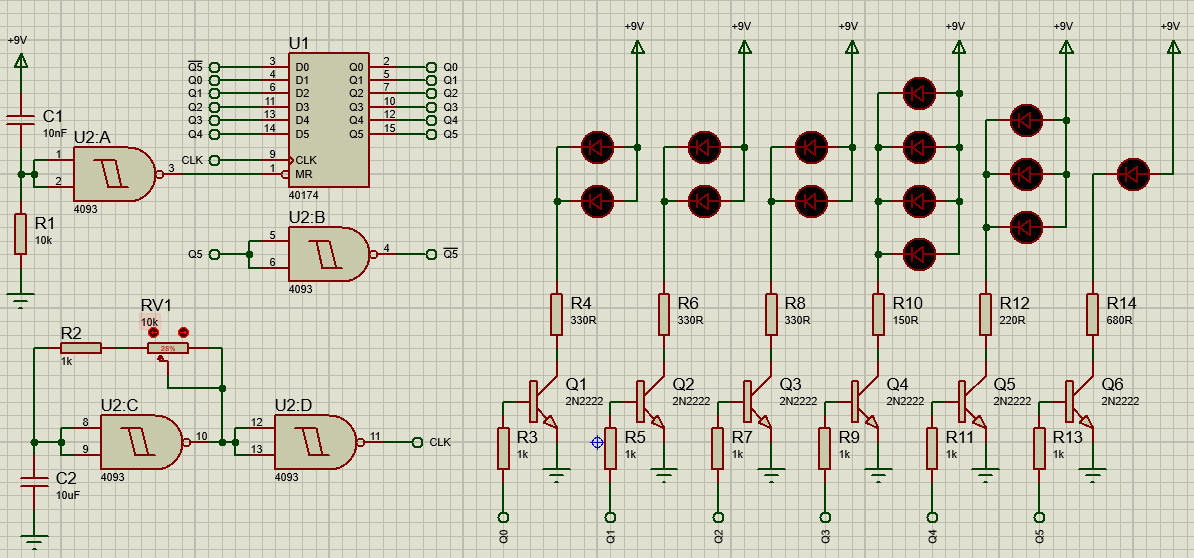 +9V
C1
10nF
R1
10k
U2:A
1
2
3
4093
U1
Q5 3 D0 Q0 2 Q0
Q0 4 D1 Q1 5 Q1
Q1 6 D2 Q2 7 Q2
Q2 11 D3 Q3 10 Q3
Q3 13 D4 Q4 12 Q4
Q4 14 D5 Q5 15 Q5
CLK 9 CLK
1 MR
40174
U2:B
Q5 5 4 Q5
6
4093
RV1
10k
28%
R2
1k
U2:C
8
9
10
4093
U2:D
12
13
11 CLK
4093
C2
10uF
+9V +9V +9V +9V +9V +9V
R4
330R
R6
330R
R8
330R
R10
150R
R12
220R
R14
680R
Q1
2N2222
Q2
2N2222
Q3
2N2222
Q4
2N2222
Q5
2N2222
Q6
2N2222
R3
1k
R5
1k
R7
1k
R9
1k
R11
1k
R13
1k
Q0
Q1
Q2
Q3
Q4
Q5